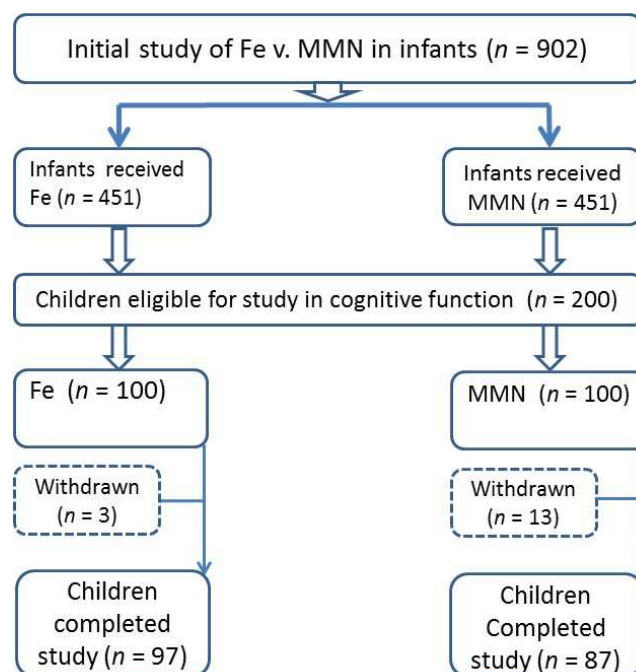 Initial study of Fe v. MMN in infants (n = 902)
Infants received
Fe (n = 451)
Infants received
MMN (n = 451)
Children eligible for study in cognitive function (n = 200)
Fe (n = 100)
MMN (n = 100)
Withdrawn
(n = 3)
Withdrawn
(n = 13)
Children
completed
study (n = 97)
Children
Completed
study (n = 87)